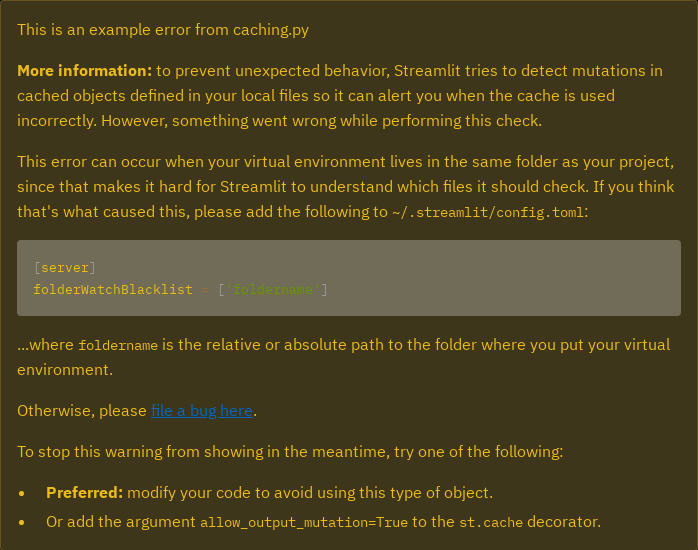 This is an example error from caching.py
More information: to prevent unexpected behavior, Streamlit tries to detect mutations in
cached objects defined in your local files so it can alert you when the cache is used
incorrectly. However, something went wrong while performing this check.
This error can occur when your virtual environment lives in the same folder as your project,
since that makes it hard for Streamlit to understand which files it should check. If you think
that's what caused this, please add the following to ~/.streamlit/config.toml:
[server]
folderWatchBlacklist = ['foldername']
...where foldername is the relative or absolute path to the folder where you put your virtual
environment.
Otherwise, please file a bug here.
To stop this warning from showing in the meantime, try one of the following:
• Preferred: modify your code to avoid using this type of object.
• Or add the argument allow_output_mutation=True to the st.cache decorator.